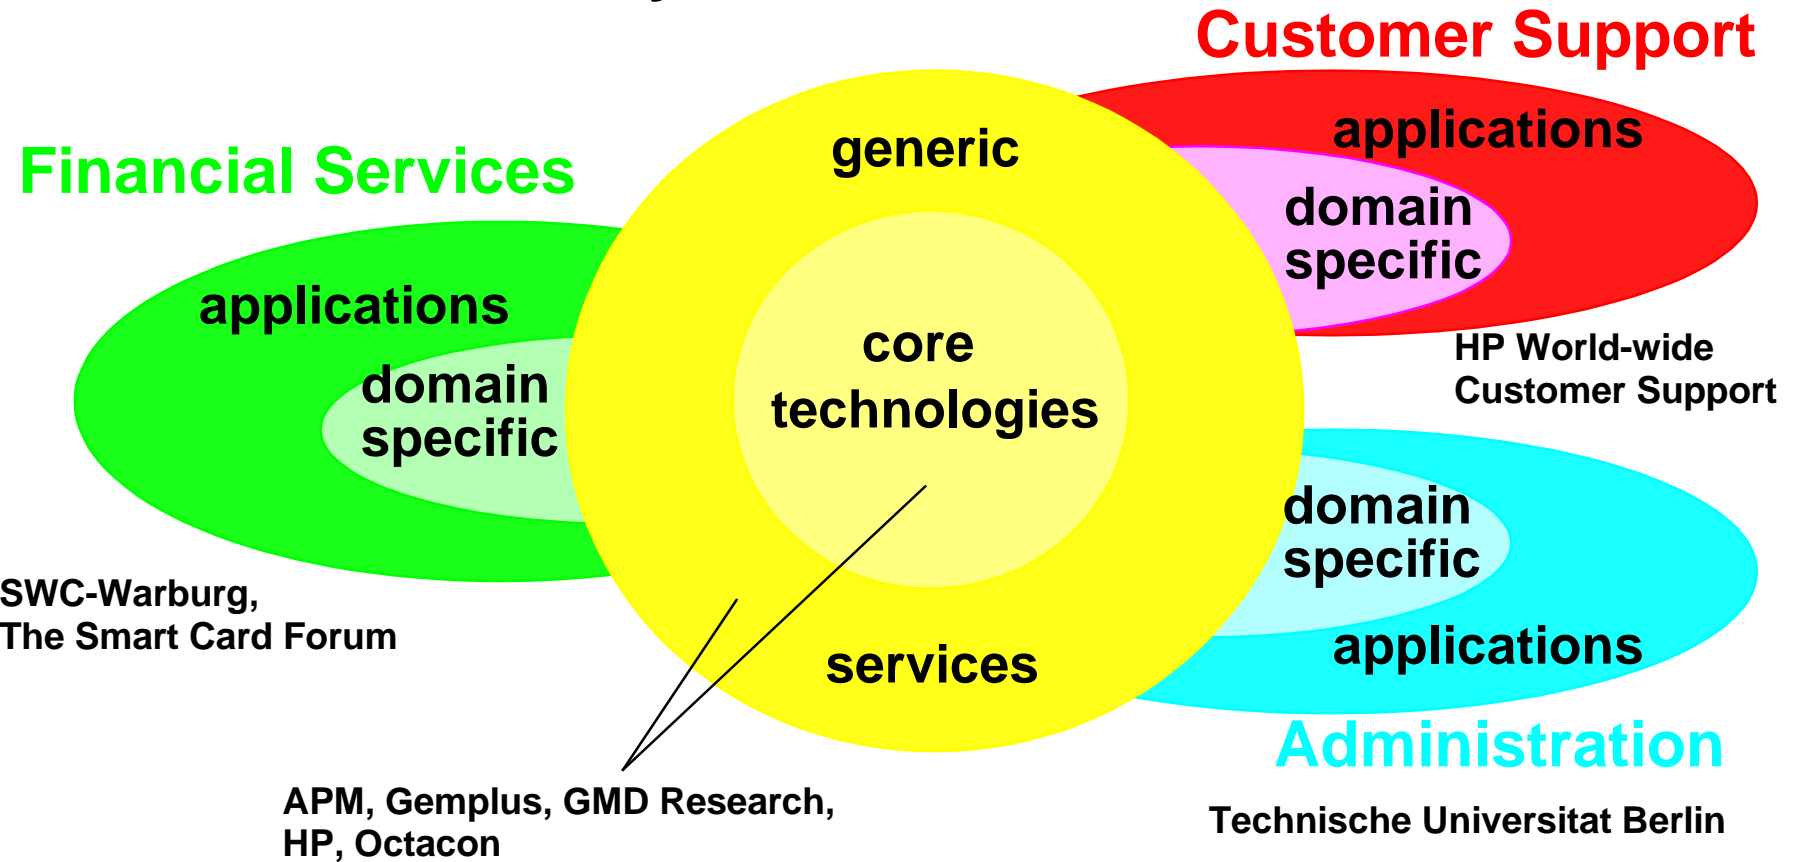 Customer Support
applications
generic
Financial Services
domain
specific
applications
core
technologies
HP World-wide
Customer Support
domain
specific
domain
specific
SWC-Warburg,
The Smart Card Forum
services
applications
Administration
APM, Gemplus, GMD Research,
HP, Octacon
Technische Universitat Berlin